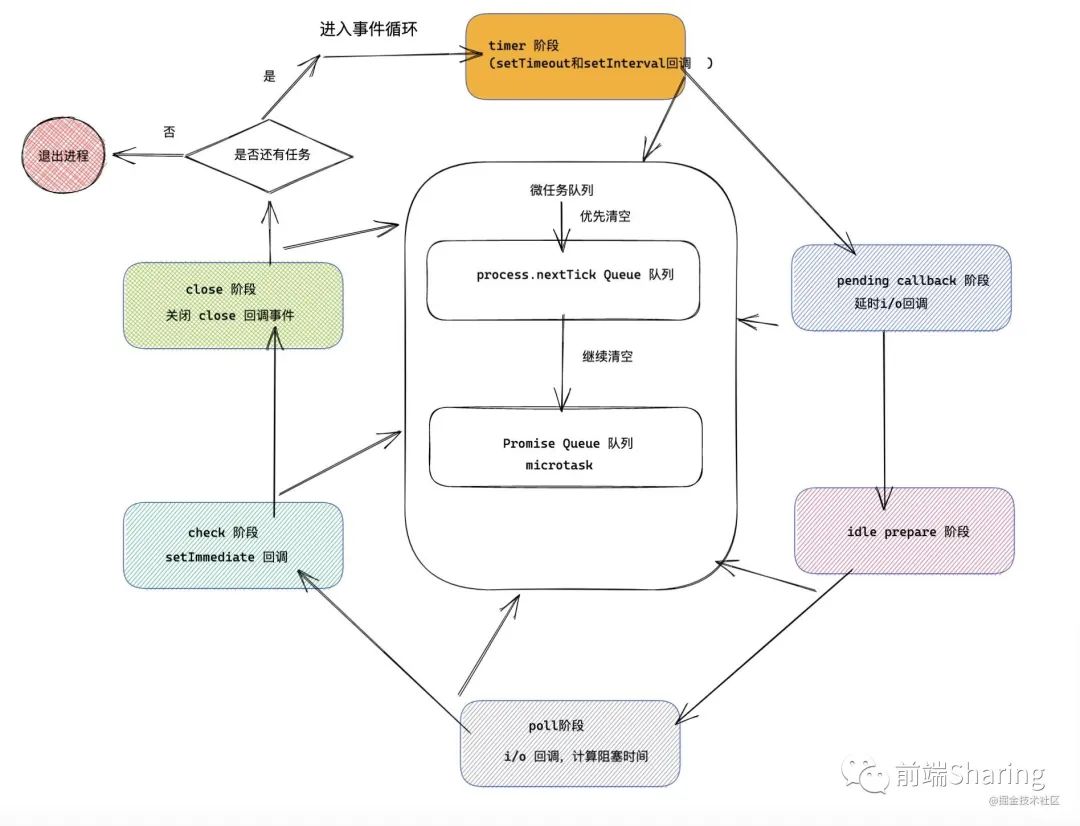 进入事件循环
timer 阶段
(setTimeout和setInterval回调 )
是
否
退出进程
是否还有任务
微任务队列
优先清空
process.nextTick Queue 队列
继续清空
Promise Queue 队列
microtask
close 阶段
关闭 close 回调事件
pending callback 阶段
延时i/o回调
check 阶段
setImmediate 回调
idle prepare 阶段
poll阶段
i/o 回调, 计算阻塞时间
前端Sharing
@掘金技术社区